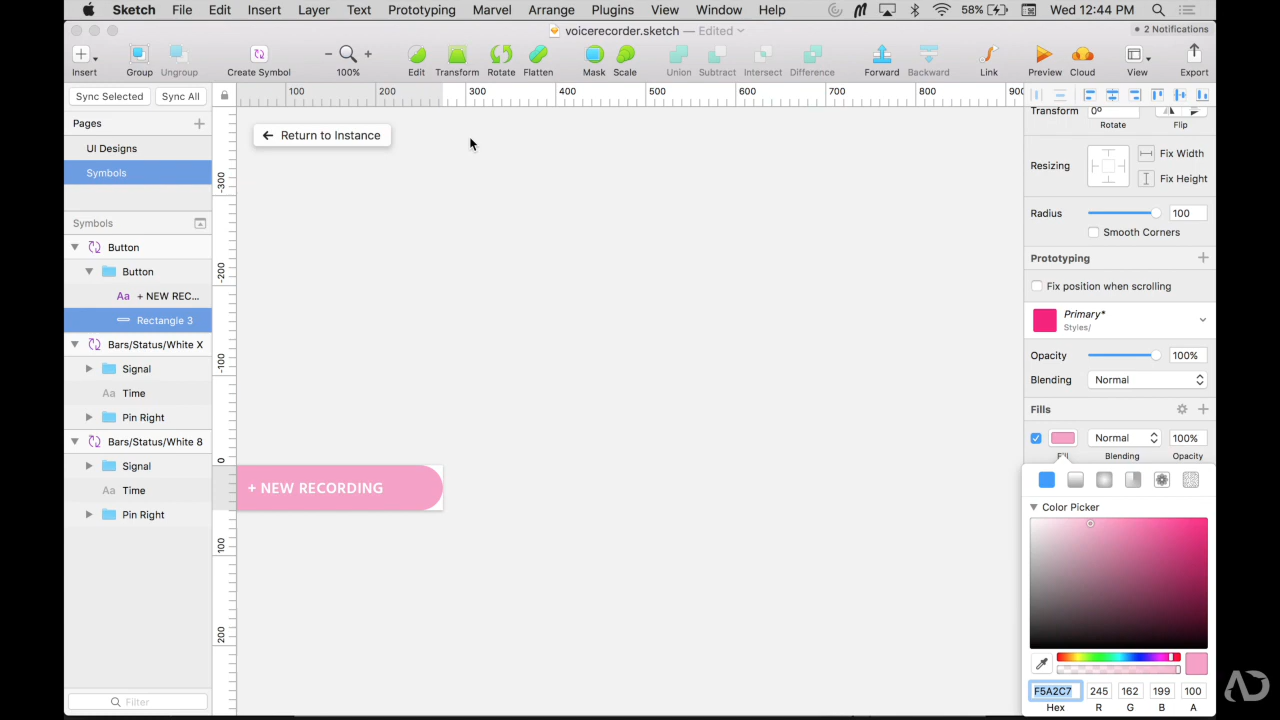 Sketch File Edit Insert Layer Text Prototyping Marvel Arrange Plugins View Window Help 58% Wed 12:44 PM
voicerecorder.sketch — Edited
2 Notifications
Insert Group Ungroup Create Symbol 100% Edit Transform Rotate Flatten Mask Scale Union Subtract Intersect Difference Forward Backward Link Preview Cloud View Export
Sync Selected Sync All
100 200 300 400 500 600 700 800 900
Pages
UI Designs
Symbols
Symbols
Button
Button
Aa + NEW REC...
Rectangle 3
Bars/Status/White X
Signal
Aa Time
Pin Right
Bars/Status/White 8
Signal
Aa Time
Pin Right
Filter
← Return to Instance
-300
-200
-100
0
100
200
+ NEW RECORDING
Transform 0°
Rotate Flip
Resizing Fix Width
Fix Height
Radius 100
Smooth Corners
Prototyping
Fix position when scrolling
Primary*
Styles/
Opacity 100%
Blending Normal
Fills
Normal 100%
Fill Blending Opacity
Color Picker
F5A2C7 245 162 199 100
Hex R G B A